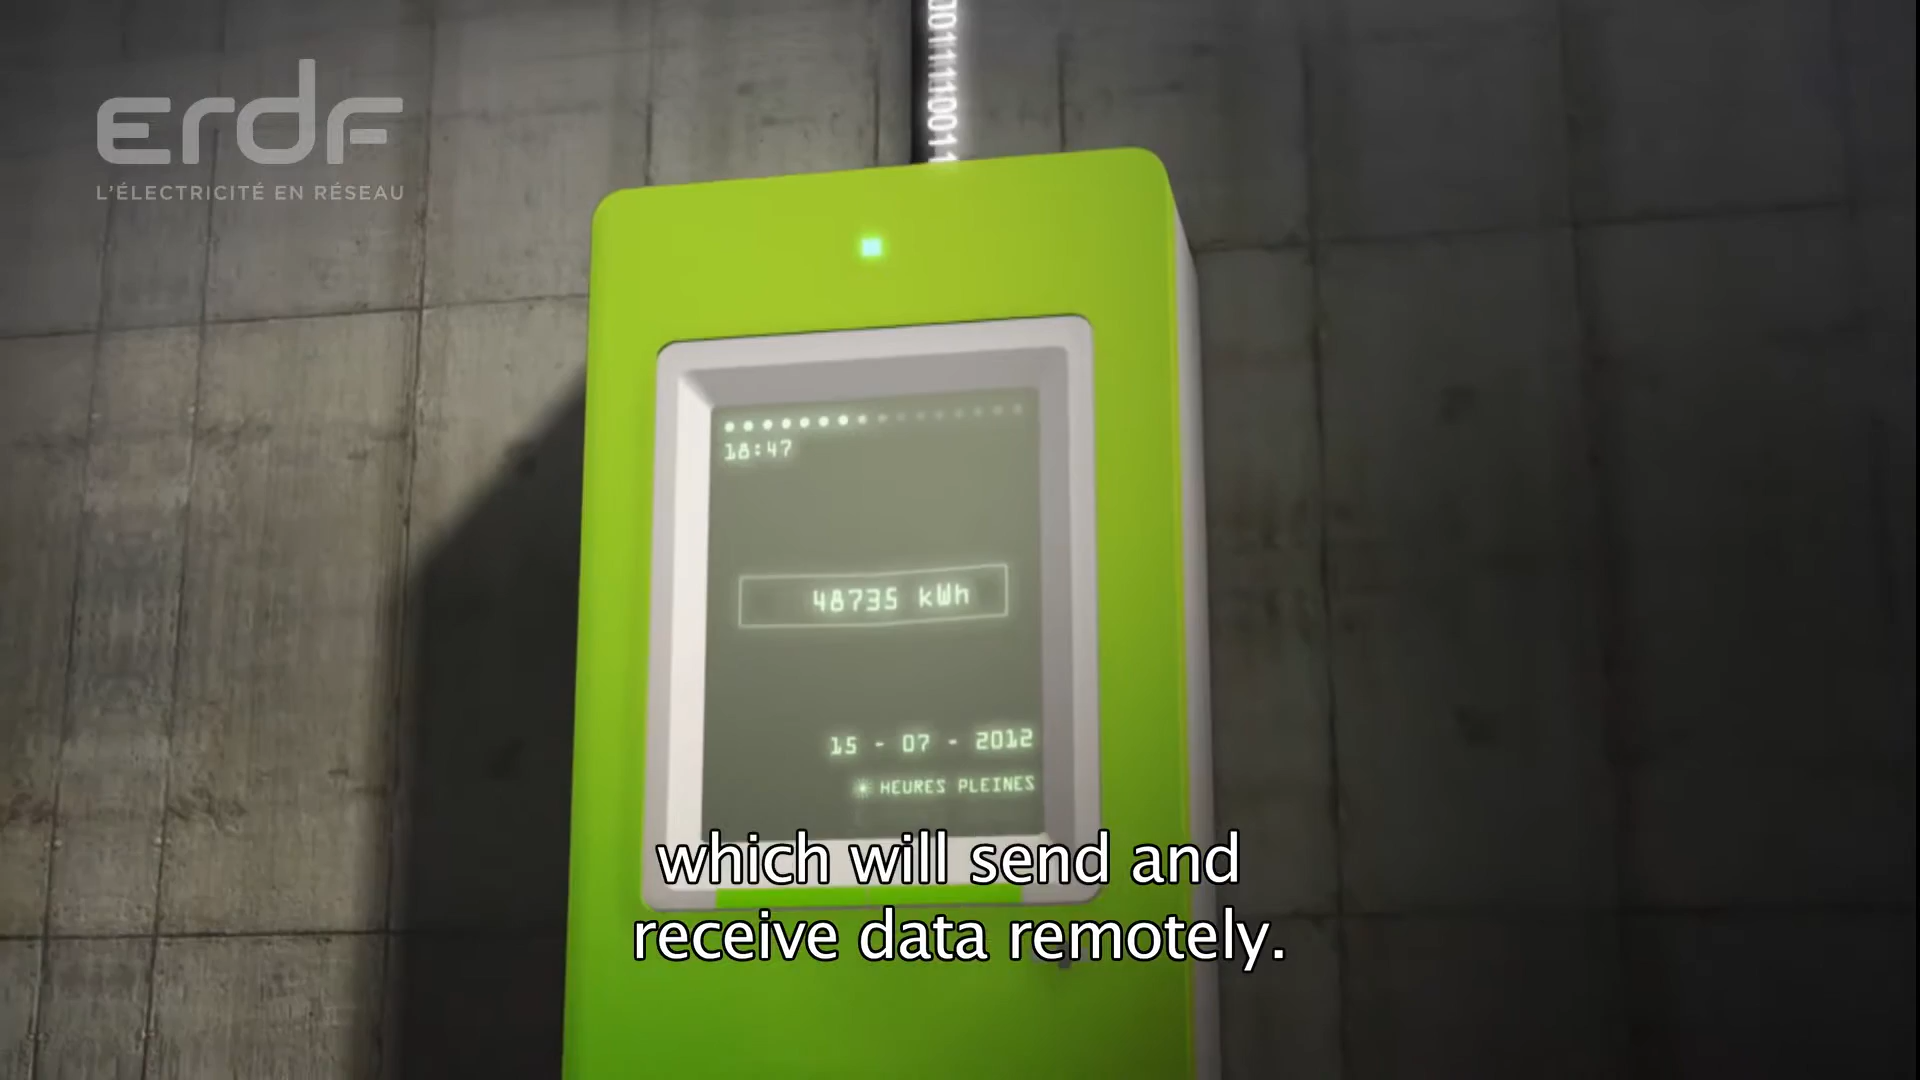 erdf
L'ÉLECTRICITÉ EN RÉSEAU
001111100011
18:47
48735 kWh
15 - 07 - 2012
HEURES PLEINES
which will send and
receive data remotely.